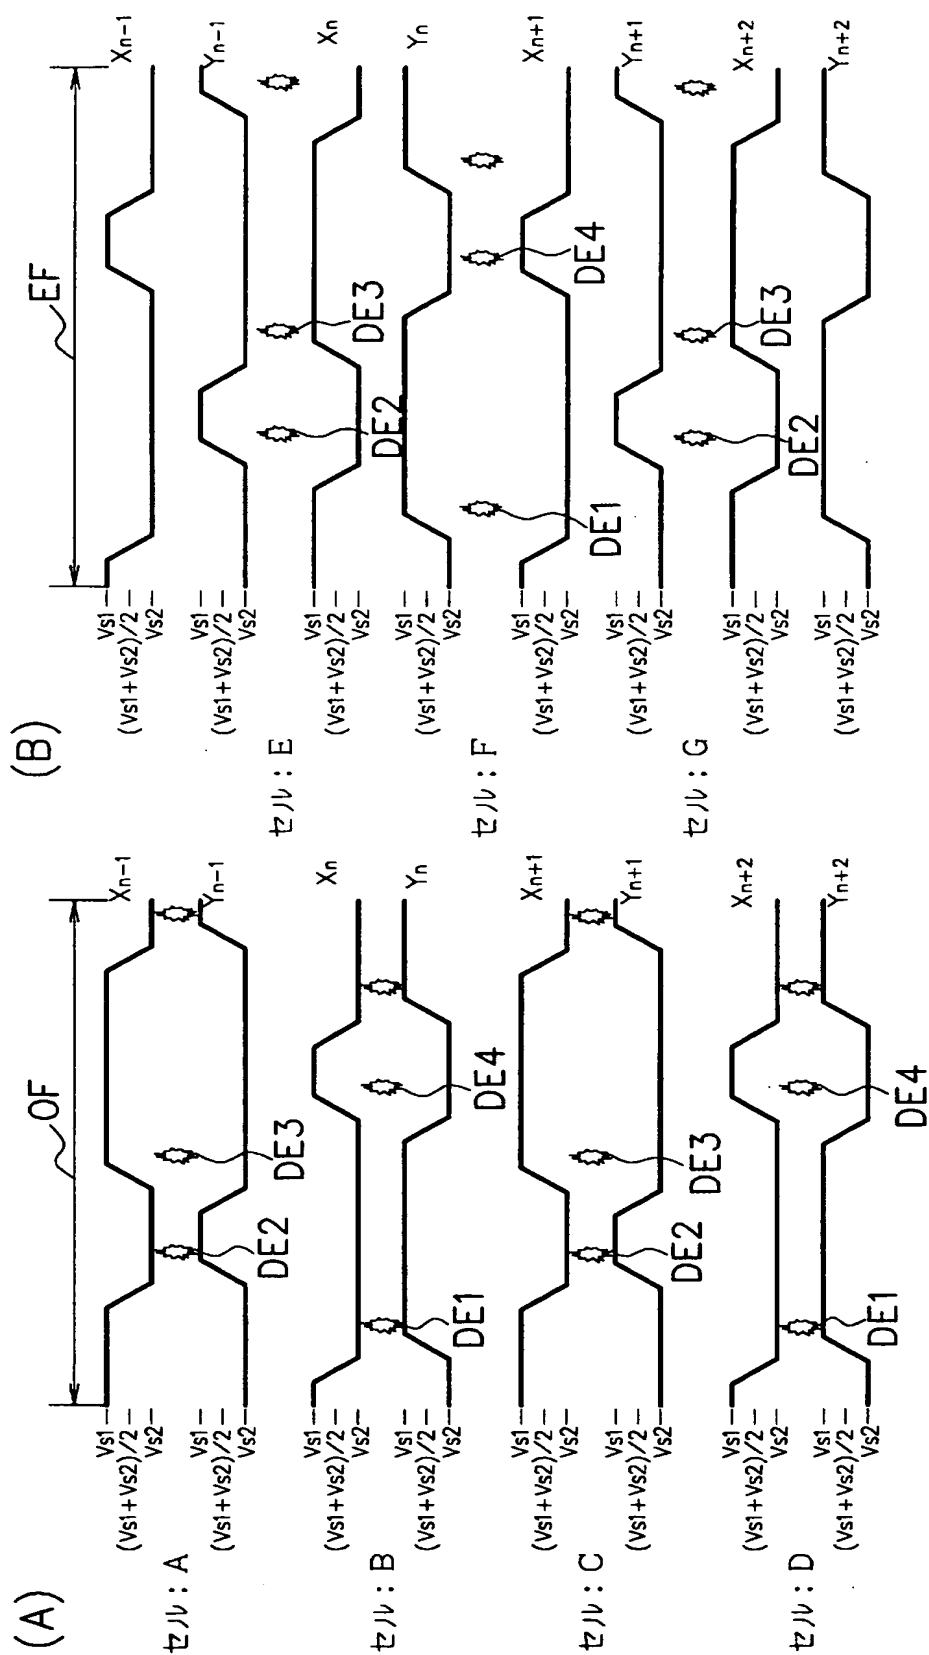 (A)
OF
セル：A
Vs1
(Vs1+Vs2)/2
Vs2
Xn-1
Vs1
(Vs1+Vs2)/2
Vs2
Yn-1
DE2
DE3
セル：B
Vs1
(Vs1+Vs2)/2
Vs2
Xn
Vs1
(Vs1+Vs2)/2
Vs2
Yn
DE1
DE4
セル：C
Vs1
(Vs1+Vs2)/2
Vs2
Xn+1
Vs1
(Vs1+Vs2)/2
Vs2
Yn+1
DE2
DE3
セル：D
Vs1
(Vs1+Vs2)/2
Vs2
Xn+2
Vs1
(Vs1+Vs2)/2
Vs2
Yn+2
DE1
DE4
(B)
EF
Vs1
(Vs1+Vs2)/2
Vs2
Xn-1
Vs1
(Vs1+Vs2)/2
Vs2
Yn-1
セル：E
DE2
DE3
Vs1
(Vs1+Vs2)/2
Vs2
Xn
Vs1
(Vs1+Vs2)/2
Vs2
Yn
セル：F
DE1
DE4
Vs1
(Vs1+Vs2)/2
Vs2
Xn+1
Vs1
(Vs1+Vs2)/2
Vs2
Yn+1
セル：G
DE2
DE3
Vs1
(Vs1+Vs2)/2
Vs2
Xn+2
Vs1
(Vs1+Vs2)/2
Vs2
Yn+2